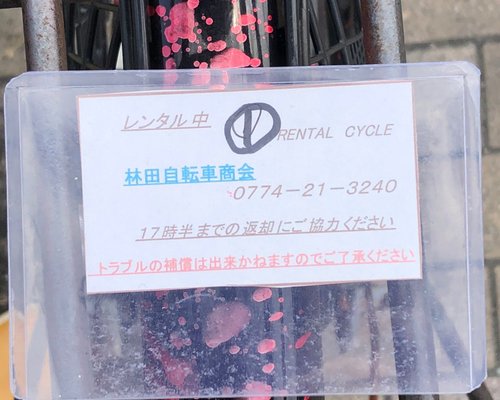 レンタル中 ① RENTAL CYCLE
林田自転車商会
0774-21-3240
17時半までの返却にご協力ください
トラブルの補償は出来かねますのでご了承ください